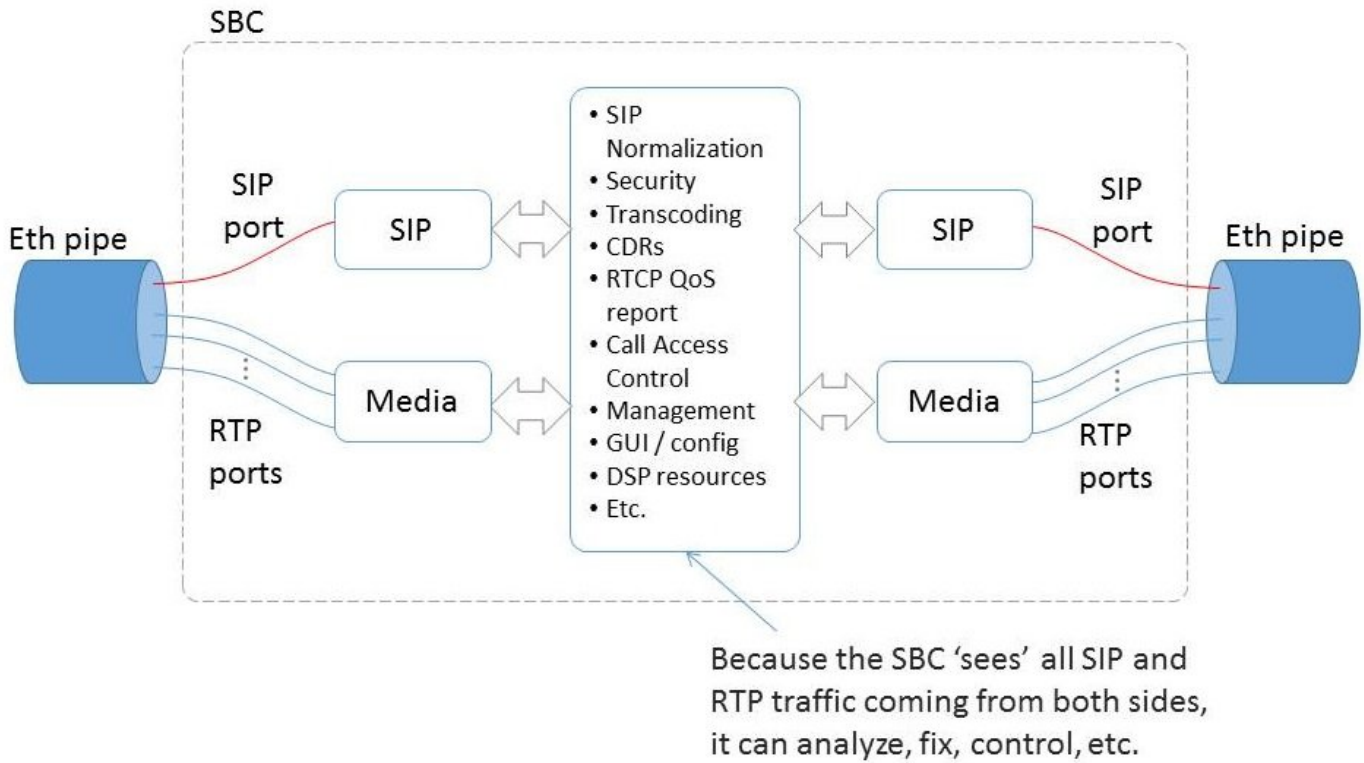 SBC
• SIP
Normalization
• Security
• Transcoding
• CDRs
• RTCP QoS
report
• Call Access
Control
• Management
• GUI / config
• DSP resources
• Etc.
SIP
port
Eth pipe
SIP
Media
RTP
ports
SIP
Media
SIP
port
Eth pipe
RTP
ports
Because the SBC ‘sees’ all SIP and
RTP traffic coming from both sides,
it can analyze, fix, control, etc.